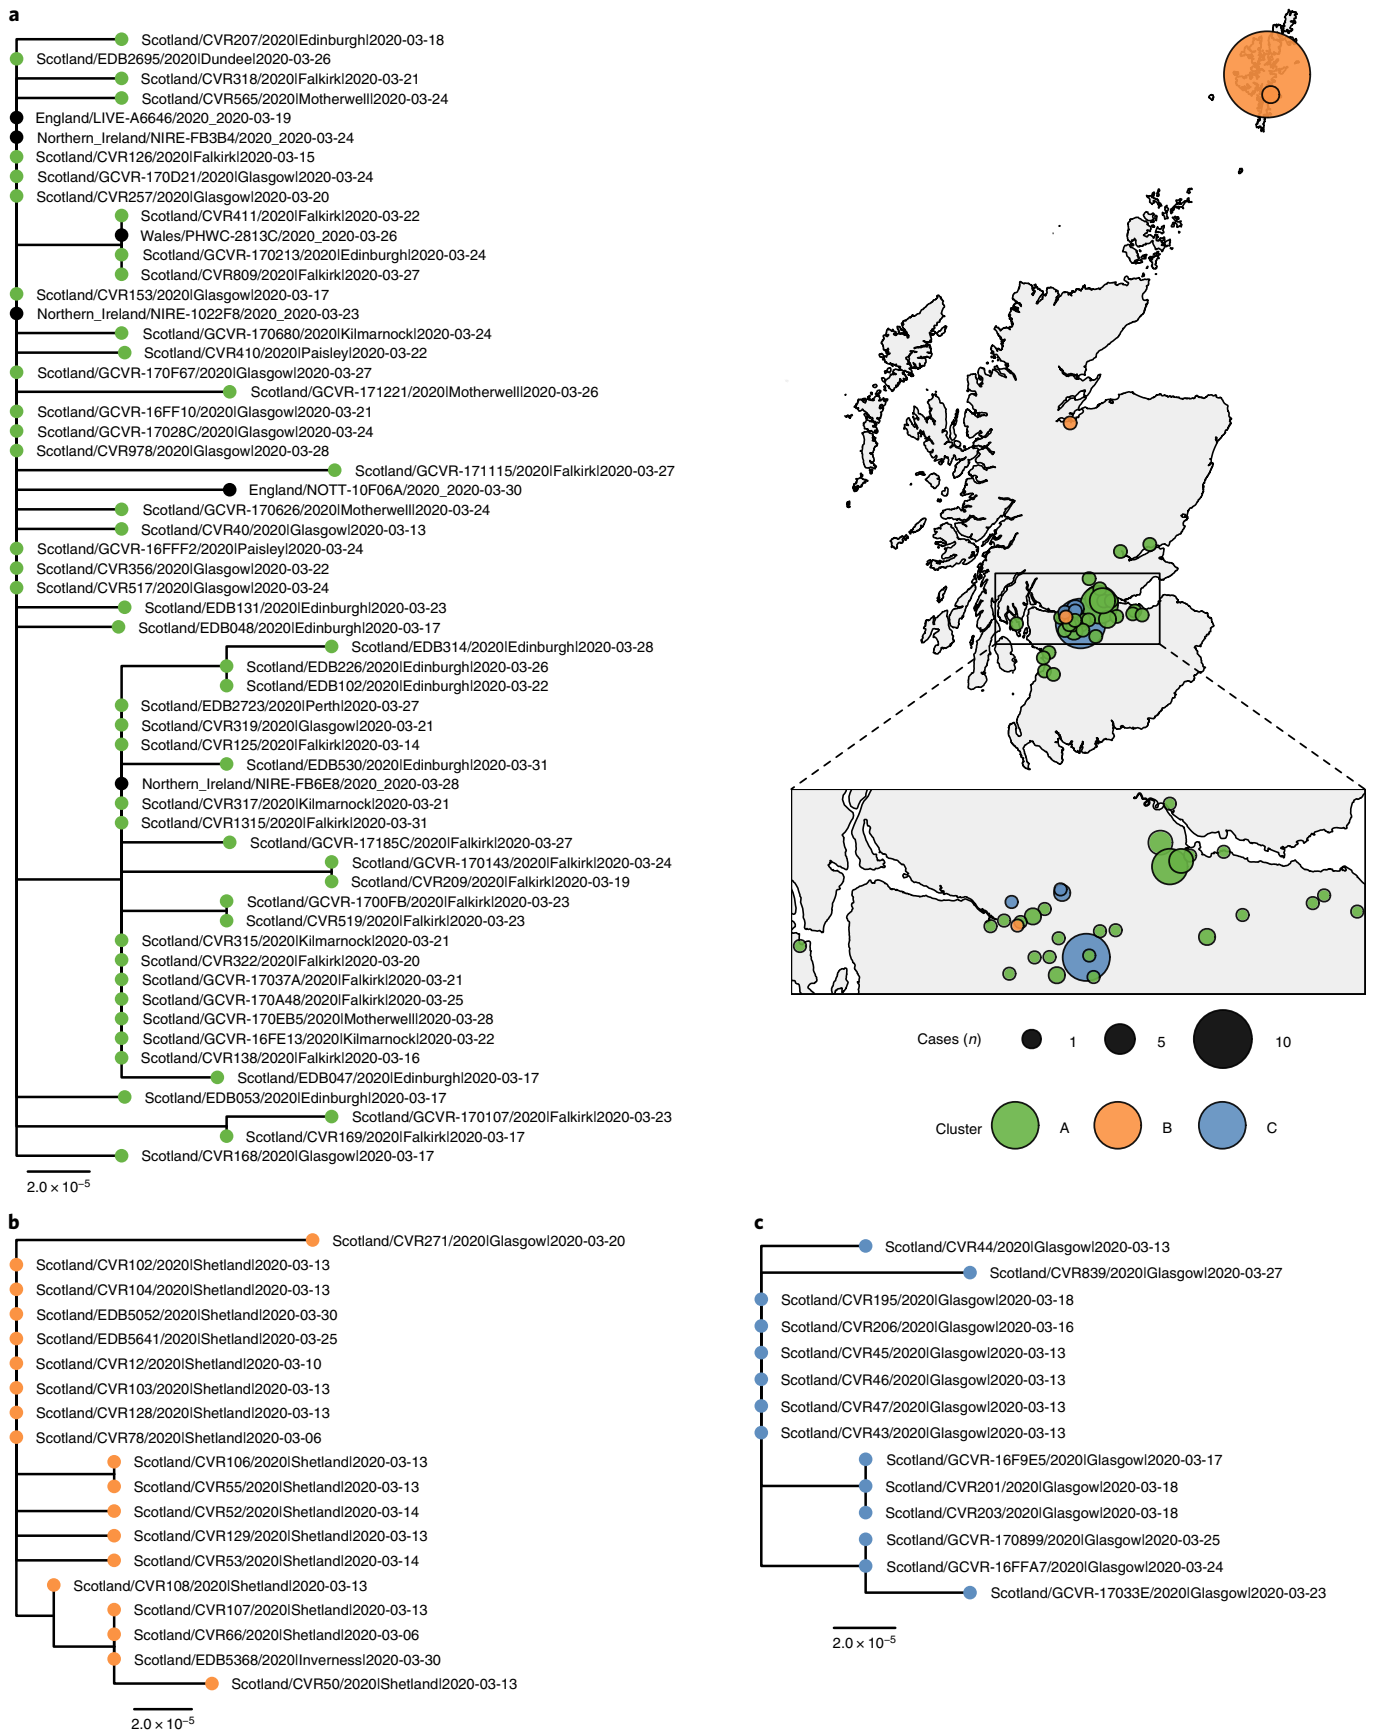 a
Scotland/CVR207/2020|Edinburgh|2020-03-18
Scotland/EDB2695/2020|Dundee|2020-03-26
Scotland/CVR318/2020|Falkirk|2020-03-21
Scotland/CVR565/2020|Motherwell|2020-03-24
England/LIVE-A6646/2020_2020-03-19
Northern_Ireland/NIRE-FB3B4/2020_2020-03-24
Scotland/CVR126/2020|Falkirk|2020-03-15
Scotland/GCVR-170D21/2020|Glasgow|2020-03-24
Scotland/CVR257/2020|Glasgow|2020-03-20
Scotland/CVR411/2020|Falkirk|2020-03-22
Wales/PHWC-2813C/2020_2020-03-26
Scotland/GCVR-170213/2020|Edinburgh|2020-03-24
Scotland/CVR809/2020|Falkirk|2020-03-27
Scotland/CVR153/2020|Glasgow|2020-03-17
Northern_Ireland/NIRE-1022F8/2020_2020-03-23
Scotland/GCVR-170680/2020|Kilmarnock|2020-03-24
Scotland/CVR410/2020|Paisley|2020-03-22
Scotland/GCVR-170F67/2020|Glasgow|2020-03-27
Scotland/GCVR-171221/2020|Motherwell|2020-03-26
Scotland/GCVR-16FF10/2020|Glasgow|2020-03-21
Scotland/GCVR-17028C/2020|Glasgow|2020-03-24
Scotland/CVR978/2020|Glasgow|2020-03-28
Scotland/GCVR-171115/2020|Falkirk|2020-03-27
England/NOTT-10F06A/2020_2020-03-30
Scotland/GCVR-170626/2020|Motherwell|2020-03-24
Scotland/CVR40/2020|Glasgow|2020-03-13
Scotland/GCVR-16FFF2/2020|Paisley|2020-03-24
Scotland/CVR356/2020|Glasgow|2020-03-22
Scotland/CVR517/2020|Glasgow|2020-03-24
Scotland/EDB131/2020|Edinburgh|2020-03-23
Scotland/EDB048/2020|Edinburgh|2020-03-17
Scotland/EDB314/2020|Edinburgh|2020-03-28
Scotland/EDB226/2020|Edinburgh|2020-03-26
Scotland/EDB102/2020|Edinburgh|2020-03-22
Scotland/EDB2723/2020|Perth|2020-03-27
Scotland/CVR319/2020|Glasgow|2020-03-21
Scotland/CVR125/2020|Falkirk|2020-03-14
Scotland/EDB530/2020|Edinburgh|2020-03-31
Northern_Ireland/NIRE-FB6E8/2020_2020-03-28
Scotland/CVR317/2020|Kilmarnock|2020-03-21
Scotland/CVR1315/2020|Falkirk|2020-03-31
Scotland/GCVR-17185C/2020|Falkirk|2020-03-27
Scotland/GCVR-170143/2020|Falkirk|2020-03-24
Scotland/CVR209/2020|Falkirk|2020-03-19
Scotland/GCVR-1700FB/2020|Falkirk|2020-03-23
Scotland/CVR519/2020|Falkirk|2020-03-23
Scotland/CVR315/2020|Kilmarnock|2020-03-21
Scotland/CVR322/2020|Falkirk|2020-03-20
Scotland/GCVR-17037A/2020|Falkirk|2020-03-21
Scotland/GCVR-170A48/2020|Falkirk|2020-03-25
Scotland/GCVR-170EB5/2020|Motherwell|2020-03-28
Scotland/GCVR-16FE13/2020|Kilmarnock|2020-03-22
Scotland/CVR138/2020|Falkirk|2020-03-16
Scotland/EDB047/2020|Edinburgh|2020-03-17
Scotland/EDB053/2020|Edinburgh|2020-03-17
Scotland/GCVR-170107/2020|Falkirk|2020-03-23
Scotland/CVR169/2020|Falkirk|2020-03-17
Scotland/CVR168/2020|Glasgow|2020-03-17
2.0 × 10⁻⁵
Cases (n) 1 5 10
Cluster A B C
b
Scotland/CVR271/2020|Glasgow|2020-03-20
Scotland/CVR102/2020|Shetland|2020-03-13
Scotland/CVR104/2020|Shetland|2020-03-13
Scotland/EDB5052/2020|Shetland|2020-03-30
Scotland/EDB5641/2020|Shetland|2020-03-25
Scotland/CVR12/2020|Shetland|2020-03-10
Scotland/CVR103/2020|Shetland|2020-03-13
Scotland/CVR128/2020|Shetland|2020-03-13
Scotland/CVR78/2020|Shetland|2020-03-06
Scotland/CVR106/2020|Shetland|2020-03-13
Scotland/CVR55/2020|Shetland|2020-03-13
Scotland/CVR52/2020|Shetland|2020-03-14
Scotland/CVR129/2020|Shetland|2020-03-13
Scotland/CVR53/2020|Shetland|2020-03-14
Scotland/CVR108/2020|Shetland|2020-03-13
Scotland/CVR107/2020|Shetland|2020-03-13
Scotland/CVR66/2020|Shetland|2020-03-06
Scotland/EDB5368/2020|Inverness|2020-03-30
Scotland/CVR50/2020|Shetland|2020-03-13
2.0 × 10⁻⁵
c
Scotland/CVR44/2020|Glasgow|2020-03-13
Scotland/CVR839/2020|Glasgow|2020-03-27
Scotland/CVR195/2020|Glasgow|2020-03-18
Scotland/CVR206/2020|Glasgow|2020-03-16
Scotland/CVR45/2020|Glasgow|2020-03-13
Scotland/CVR46/2020|Glasgow|2020-03-13
Scotland/CVR47/2020|Glasgow|2020-03-13
Scotland/CVR43/2020|Glasgow|2020-03-13
Scotland/GCVR-16F9E5/2020|Glasgow|2020-03-17
Scotland/CVR201/2020|Glasgow|2020-03-18
Scotland/CVR203/2020|Glasgow|2020-03-18
Scotland/GCVR-170899/2020|Glasgow|2020-03-25
Scotland/GCVR-16FFA7/2020|Glasgow|2020-03-24
Scotland/GCVR-17033E/2020|Glasgow|2020-03-23
2.0 × 10⁻⁵